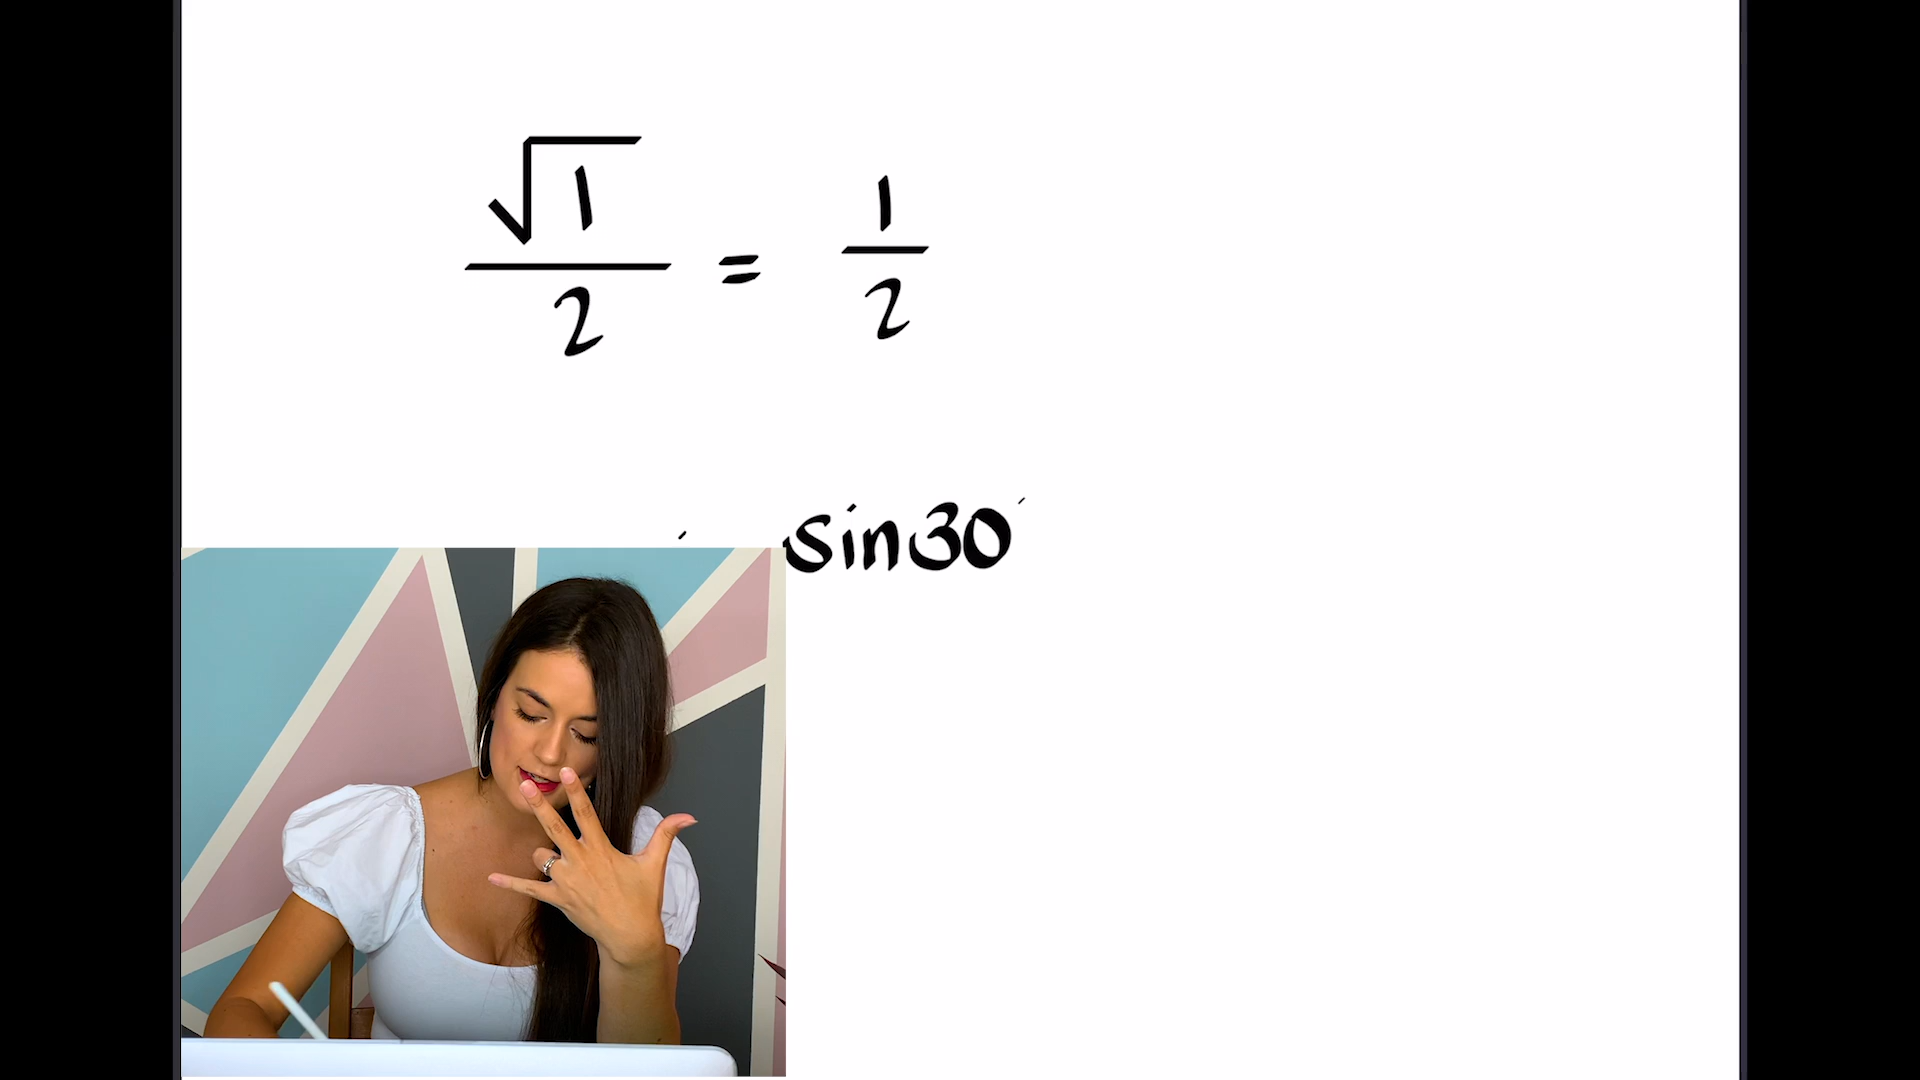 √1/2 = 1/2
sin30